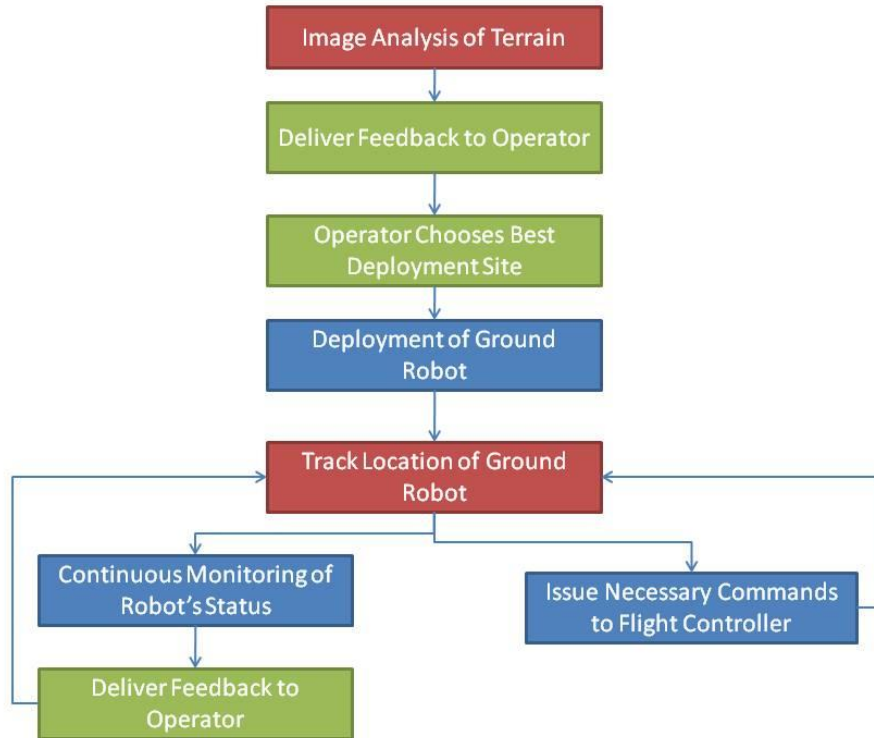 Image Analysis of Terrain
Deliver Feedback to Operator
Operator Chooses Best
Deployment Site
Deployment of Ground
Robot
Track Location of Ground
Robot
Continuous Monitoring of
Robot's Status
Issue Necessary Commands
to Flight Controller
Deliver Feedback to
Operator